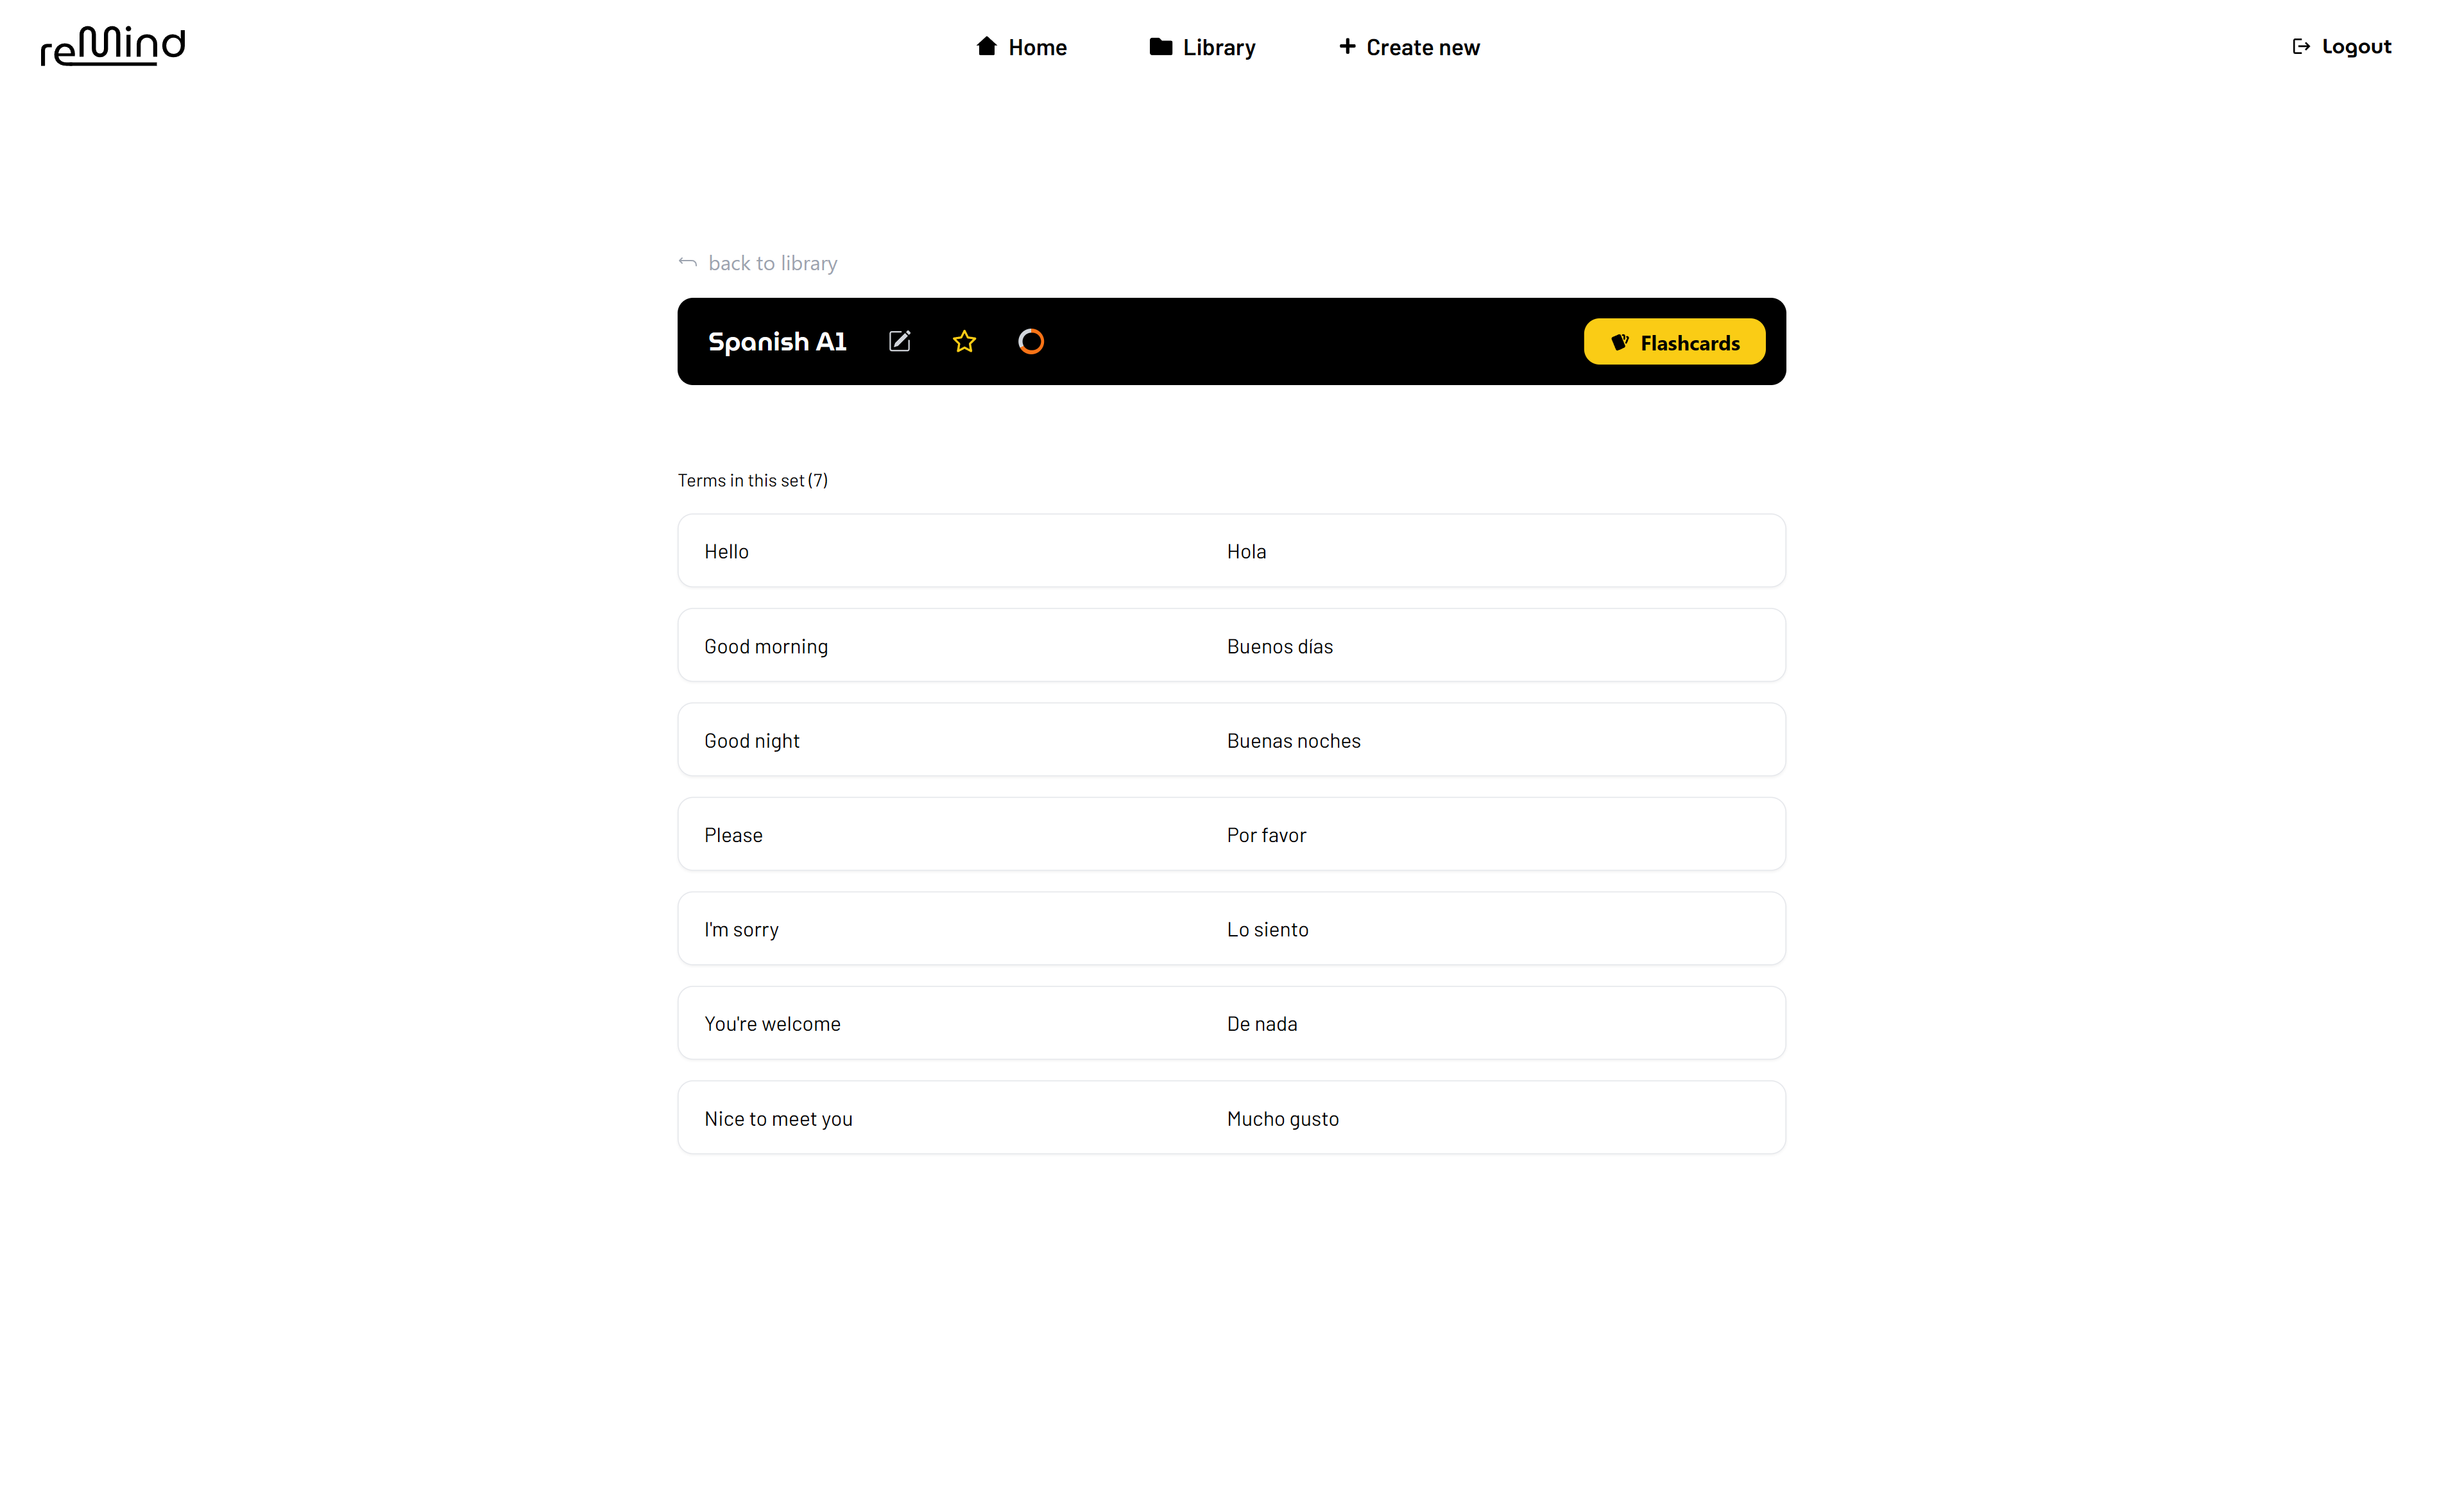 reMind
Home
Library
Create new
Logout
back to library
Spanish A1
Flashcards
Terms in this set (7)
Hello
Hola
Good morning
Buenos días
Good night
Buenas noches
Please
Por favor
I'm sorry
Lo siento
You're welcome
De nada
Nice to meet you
Mucho gusto